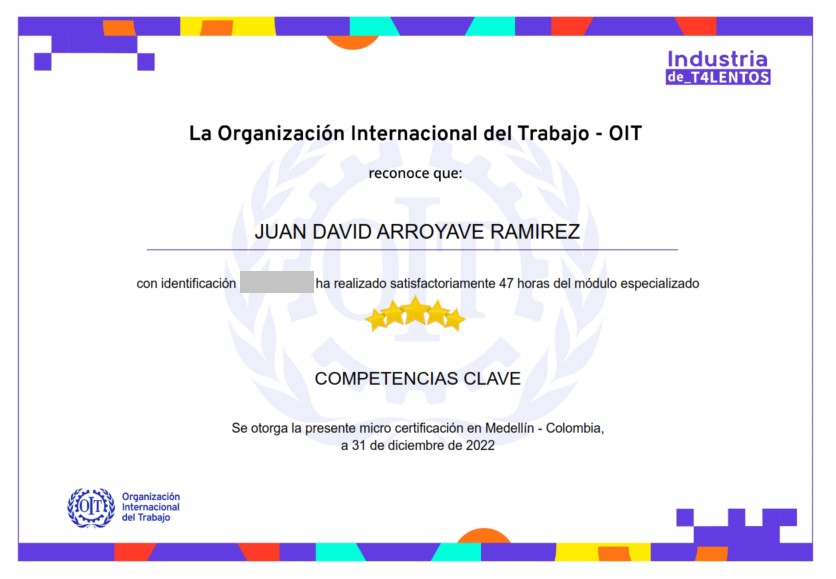 Industria
de_T4LENTOS
La Organización Internacional del Trabajo - OIT
reconoce que:
JUAN DAVID ARROYAVE RAMIREZ
con identificación ha realizado satisfactoriamente 47 horas del módulo especializado
COMPETENCIAS CLAVE
Se otorga la presente micro certificación en Medellín - Colombia,
a 31 de diciembre de 2022
OIT
Organización
Internacional
del Trabajo